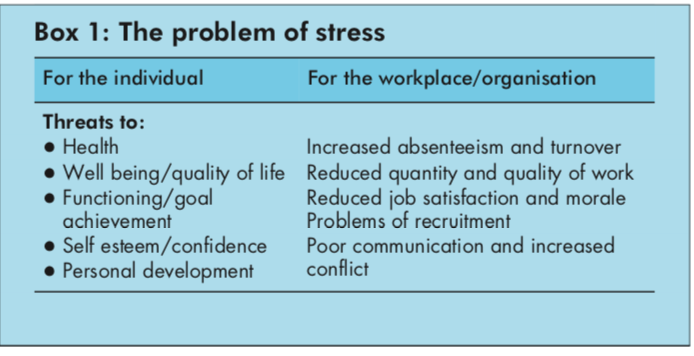 Box 1: The problem of stress
For the individual
For the workplace/organisation
Threats to:
● Health
● Well being/quality of life
● Functioning/goal
achievement
● Self esteem/confidence
● Personal development
Increased absenteeism and turnover
Reduced quantity and quality of work
Reduced job satisfaction and morale
Problems of recruitment
Poor communication and increased
conflict